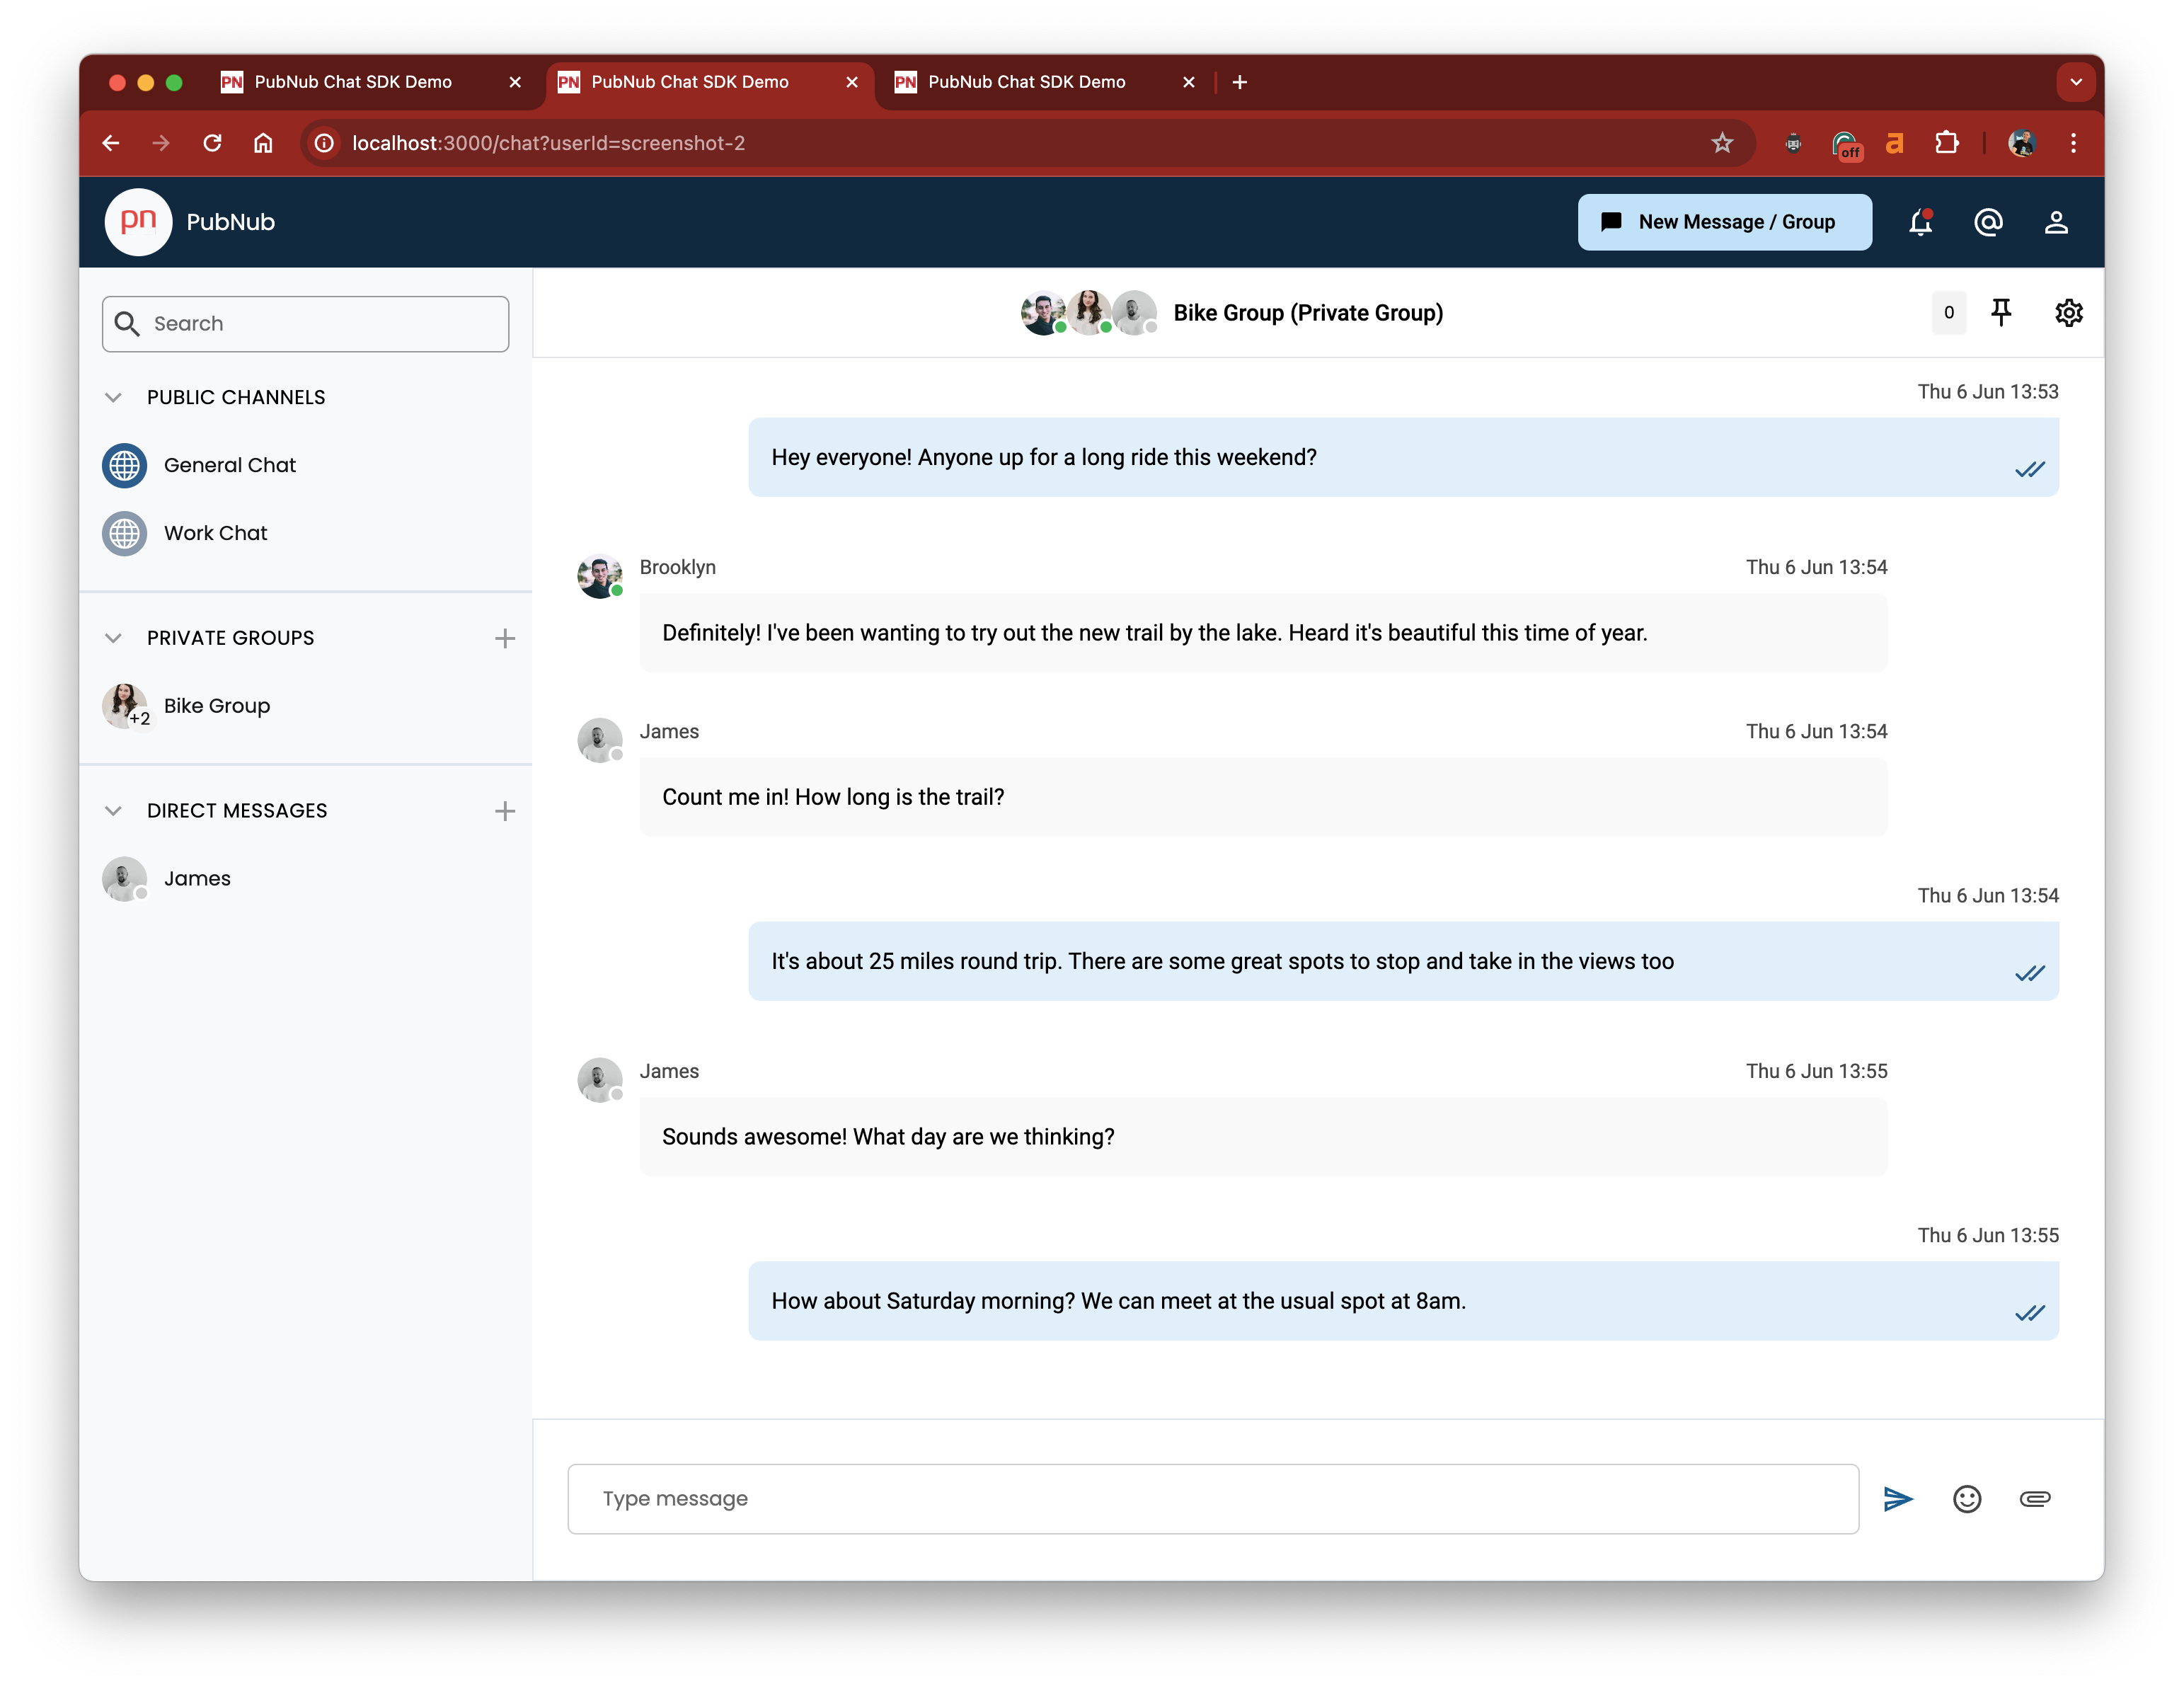 PN PubNub Chat SDK Demo
PN PubNub Chat SDK Demo
PN PubNub Chat SDK Demo
localhost:3000/chat?userId=screenshot-2
off
a
pn PubNub
New Message / Group
Search
PUBLIC CHANNELS
General Chat
Work Chat
PRIVATE GROUPS
+2
Bike Group
DIRECT MESSAGES
James
Bike Group (Private Group)
0
Thu 6 Jun 13:53
Hey everyone! Anyone up for a long ride this weekend?
Brooklyn
Thu 6 Jun 13:54
Definitely! I've been wanting to try out the new trail by the lake. Heard it's beautiful this time of year.
James
Thu 6 Jun 13:54
Count me in! How long is the trail?
Thu 6 Jun 13:54
It's about 25 miles round trip. There are some great spots to stop and take in the views too
James
Thu 6 Jun 13:55
Sounds awesome! What day are we thinking?
Thu 6 Jun 13:55
How about Saturday morning? We can meet at the usual spot at 8am.
Type message